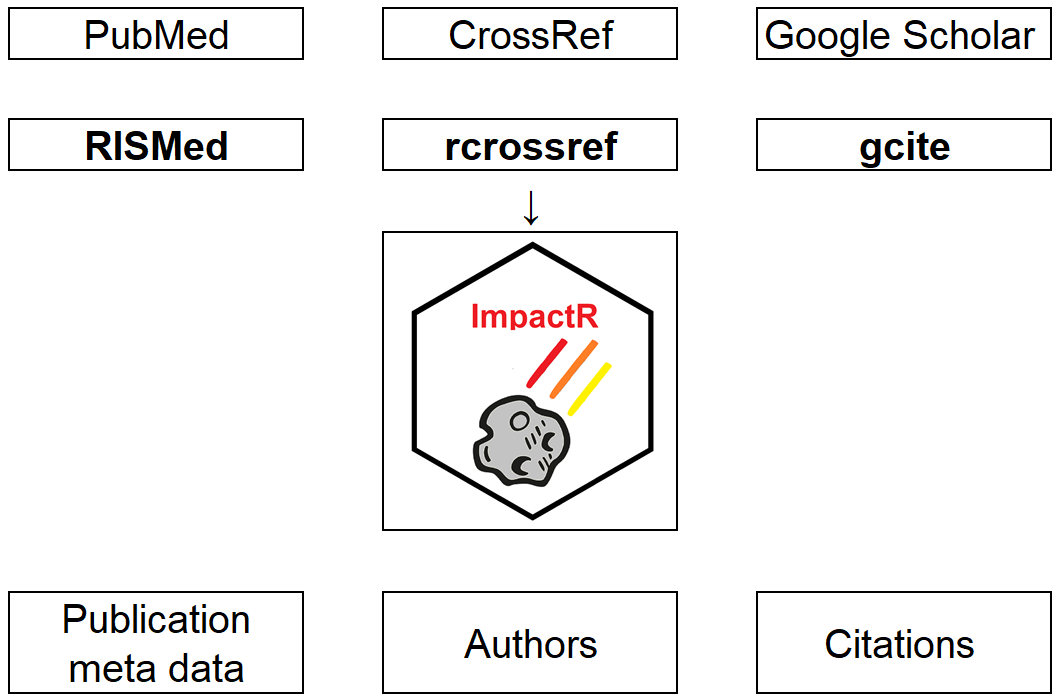 PubMed
CrossRef
Google Scholar
RISMed
rcrossref
gcite
↓
ImpactR
Publication
meta data
Authors
Citations